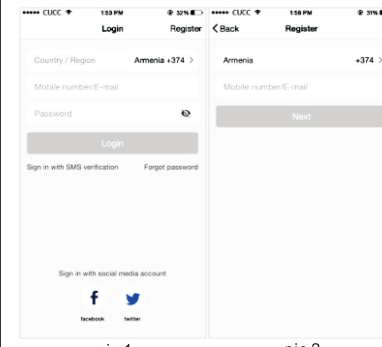 CUCC 1:53 PM 32%
Login Register
Country / Region Armenia +374 >
Mobile number/E-mail
Password
Login
Sign in with SMS verification Forgot password
Sign in with social media account
facebook twitter
CUCC 1:58 PM 31%
< Back Register
Armenia +374 >
Mobile number/E-mail
Next